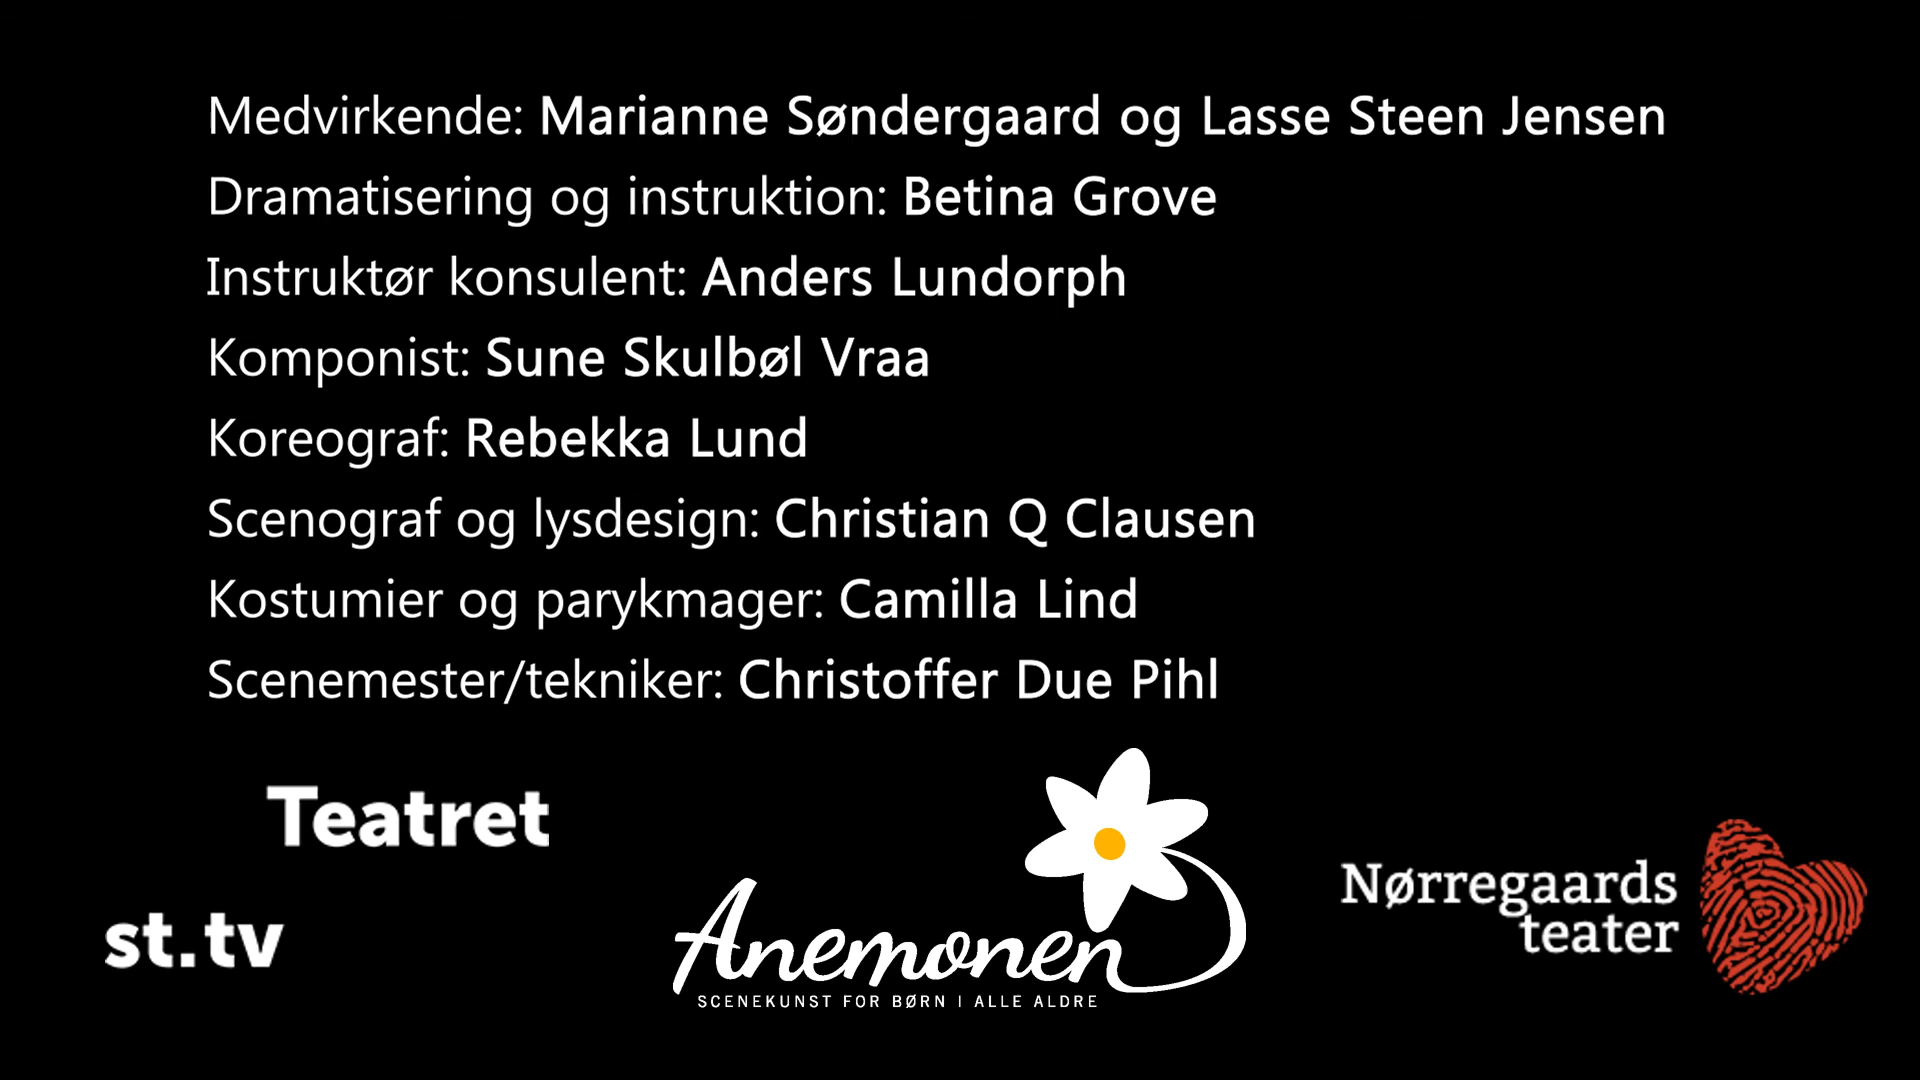 Medvirkende: Marianne Søndergaard og Lasse Steen Jensen
Dramatisering og instruktion: Betina Grove
Instruktør konsulent: Anders Lundorph
Komponist: Sune Skulbøl Vraa
Koreograf: Rebekka Lund
Scenograf og lysdesign: Christian Q Clausen
Kostumier og parykmager: Camilla Lind
Scenemester/tekniker: Christoffer Due Pihl
Teatret
st.tv
Anemonen
SCENEKUNST FOR BØRN I ALLE ALDRE
Nørregaards
teater